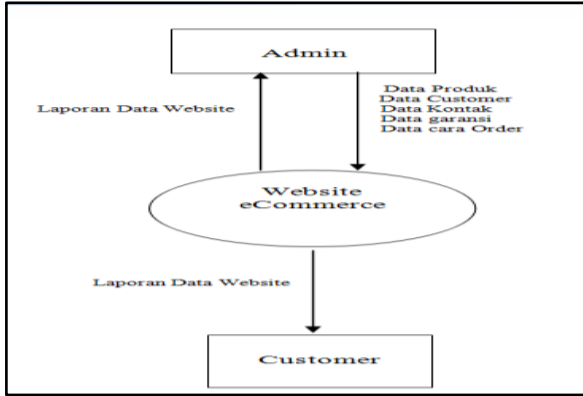 Admin
Laporan Data Website
Data Produk
Data Customer
Data Kontak
Data garansi
Data cara Order
Website
eCommerce
Laporan Data Website
Customer